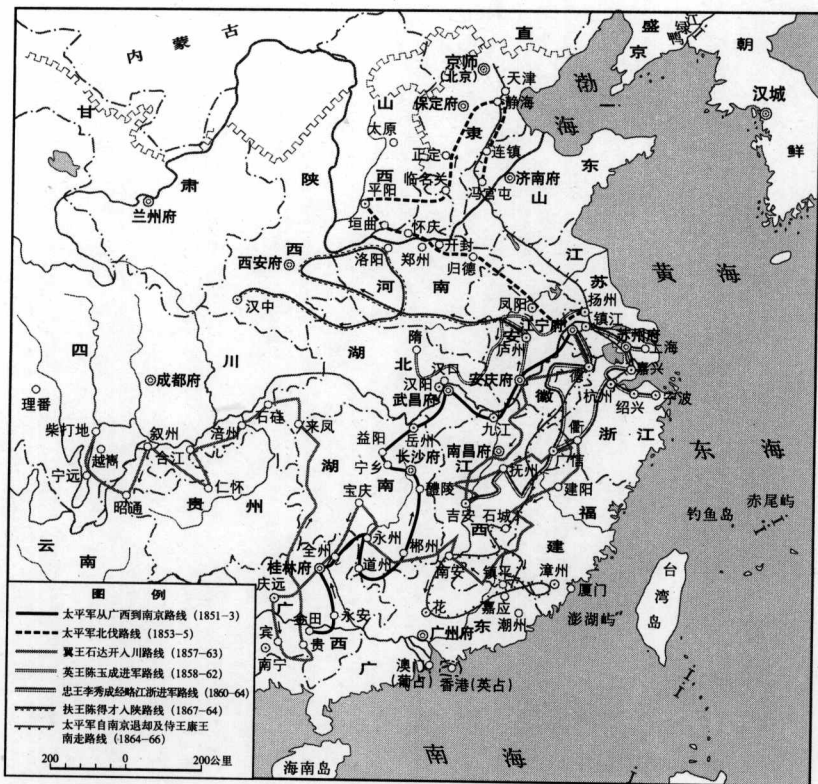 内蒙古
直
盛京
绿
鸭
朝
鲜
京师
(北京)
天津
渤海
汉城
甘
肃
山
西
保定府
静海
隶
太原
正定
连镇
东
山
陕
西
临名关
济南府
平阳
冯官屯
兰州府
垣曲
怀庆
开封
江
苏
黄海
西安府
洛阳
郑州
归德
河南
扬州
汉中
凤阳
江宁府
镇江
安
徽
苏州府
上海
四川
湖北
隋
庐州
嘉兴
成都府
汉口
安庆府
德
杭州
宁波
理番
汉阳
武昌府
绍兴
石砫
柴打地
叙州
涪州
来凤
岳州
九江
衢
浙江
东海
益阳
越嶲
合江
长沙府
南昌府
信
宁远
湖
南
宁乡
江
西
抚州
仁怀
宝庆
醴陵
建阳
赤尾屿
昭通
贵州
吉安
石城
福
建
钓鱼岛
云南
永州
全州
郴州
桂林府
道州
南安
镇平
漳州
台湾岛
庆远
厦门
花
嘉应
澎湖屿
广
西
金田
永安
潮州
宾
贵
广州府
广
东
南宁
澳门
(葡占)
香港(英占)
南海
海南岛
图例
太平军从广西到南京路线(1851-3)
太平军北伐路线(1853-5)
翼王石达开入川路线(1857-63)
英王陈玉成进军路线(1858-62)
忠王李秀成经略江浙进军路线(1860-64)
扶王陈得才入陕路线(1867-64)
太平军自南京退却及侍王康王
南走路线(1864-66)
200 0 200公里